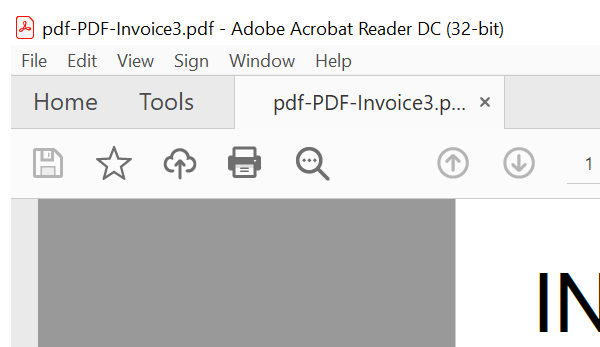 pdf-PDF-Invoice3.pdf - Adobe Acrobat Reader DC (32-bit)
File Edit View Sign Window Help
Home Tools pdf-PDF-Invoice3.p... ×
1
IN